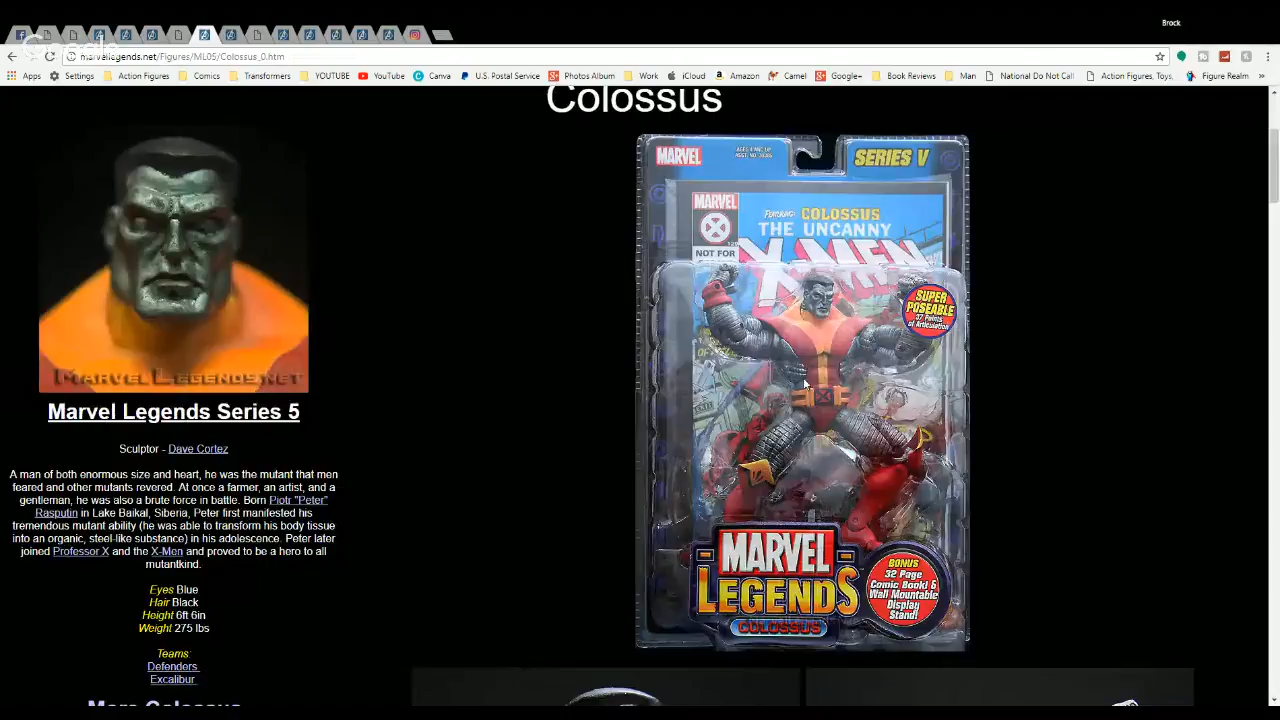 Brock
Google
marvellegends.net/Figures/ML05/Colossus_0.htm
Apps Settings Action Figures Comics Transformers YOUTUBE YouTube Canva U.S. Postal Service Photos Album Work iCloud Amazon Camel Google+ Book Reviews Man National Do Not Call Action Figures, Toys, Figure Realm »
Colossus
MARVEL
SERIES V
MARVEL
Featuring: COLOSSUS
THE UNCANNY
X-MEN
NOT FOR
SUPER
POSEABLE
37 Points
of Articulation
MARVEL
LEGENDS
COLOSSUS
BONUS
32 Page
Comic Book! &
Wall Mountable
Display
Stand!
MARVELLEGENDS.NET
Marvel Legends Series 5
Sculptor - Dave Cortez
A man of both enormous size and heart, he was the mutant that men
feared and other mutants revered. At once a farmer, an artist, and a
gentleman, he was also a brute force in battle. Born Piotr "Peter"
Rasputin in Lake Baikal, Siberia, Peter first manifested his
tremendous mutant ability (he was able to transform his body tissue
into an organic, steel-like substance) in his adolescence. Peter later
joined Professor X and the X-Men and proved to be a hero to all
mutantkind.
Eyes Blue
Hair Black
Height 6ft 6in
Weight 275 lbs
Teams:
Defenders
Excalibur
More Colossus